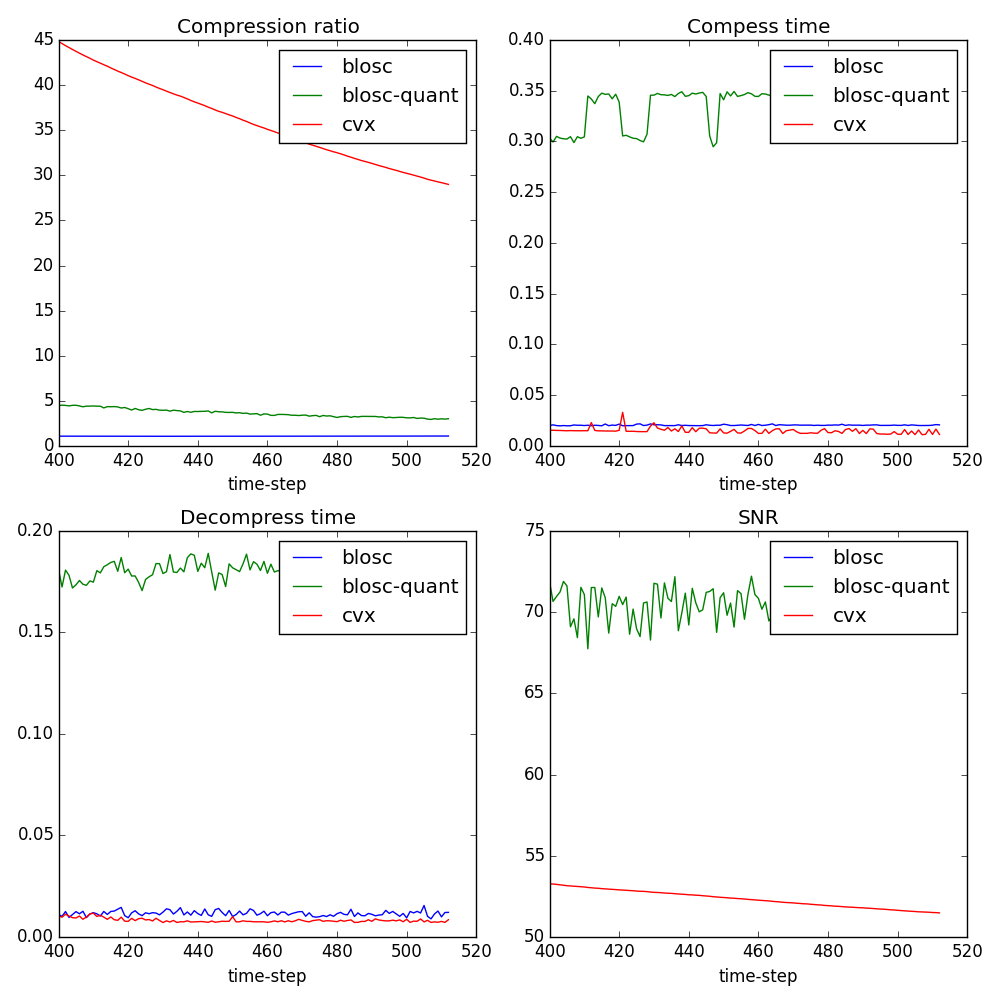 Compression ratio
45
40
35
30
25
20
15
10
5
0
400 420 440 460 480 500 520
time-step
blosc
blosc-quant
cvx
Compess time
0.40
0.35
0.30
0.25
0.20
0.15
0.10
0.05
0.00
400 420 440 460 480 500 520
time-step
blosc
blosc-quant
cvx
Decompress time
0.20
0.15
0.10
0.05
0.00
400 420 440 460 480 500 520
time-step
blosc
blosc-quant
cvx
SNR
75
70
65
60
55
50
400 420 440 460 480 500 520
time-step
blosc
blosc-quant
cvx